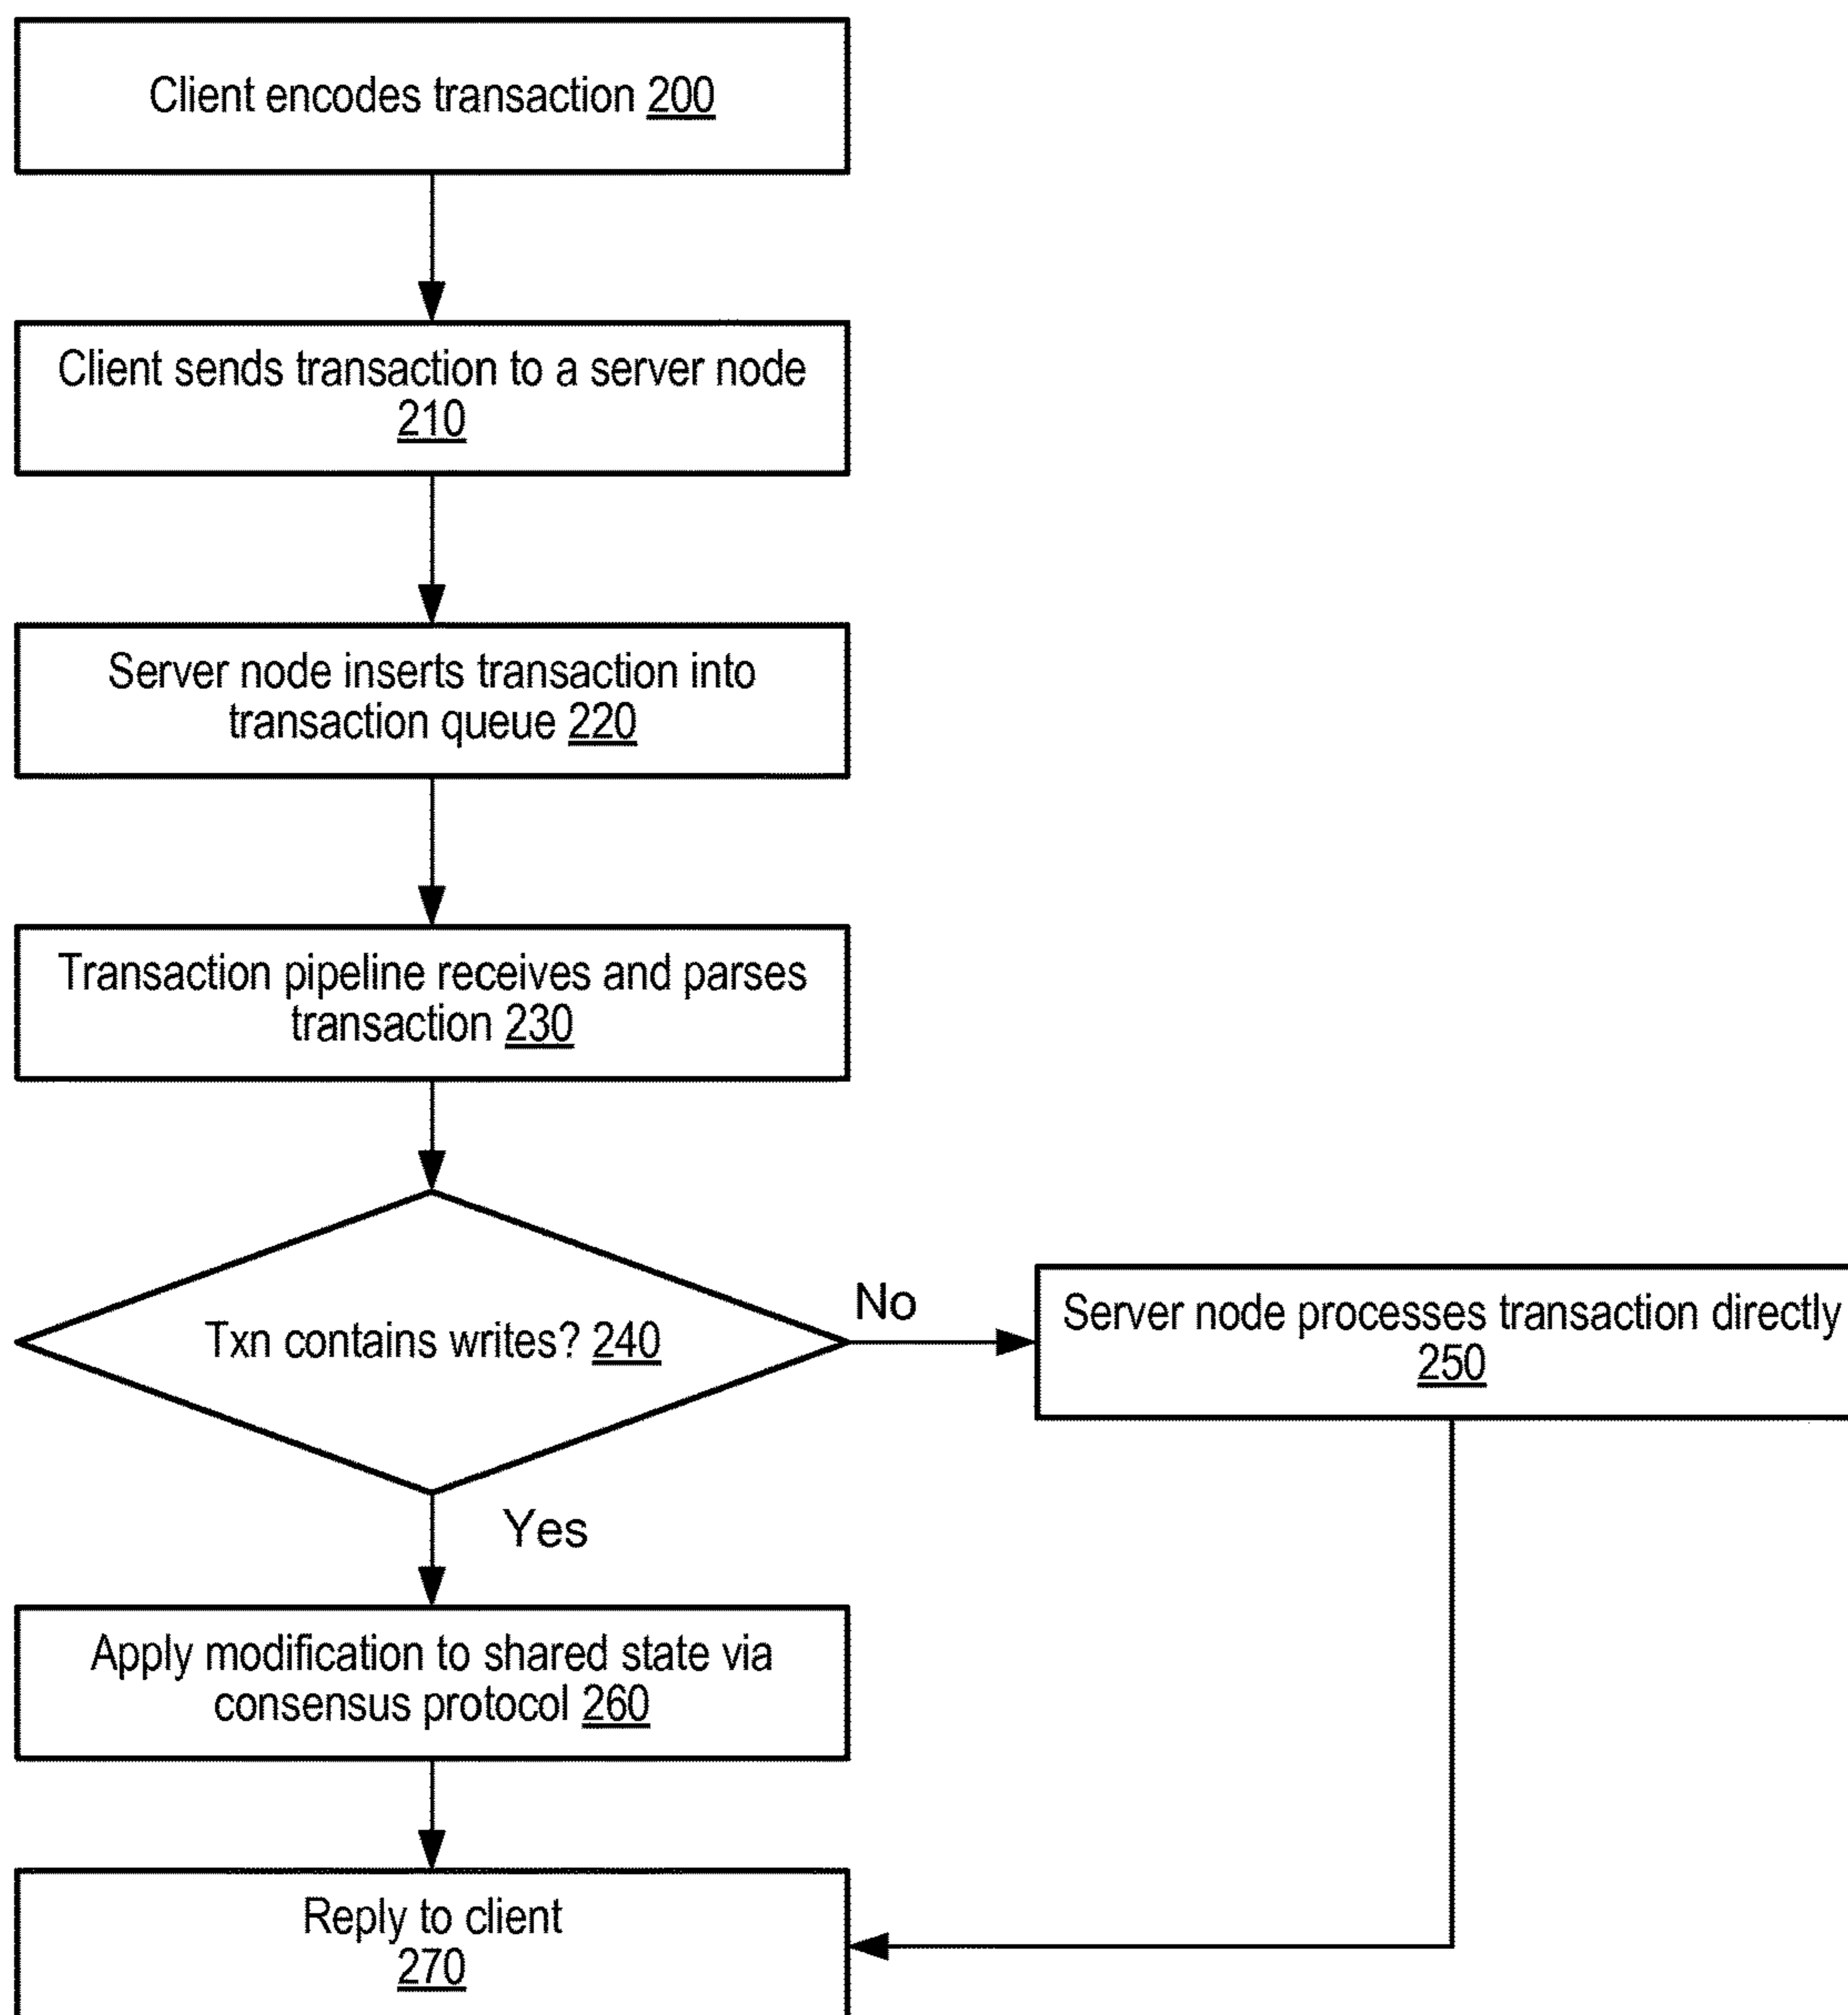 Client encodes transaction 200
Client sends transaction to a server node
210
Server node inserts transaction into
transaction queue 220
Transaction pipeline receives and parses
transaction 230
Txn contains writes? 240
No
Server node processes transaction directly
250
Yes
Apply modification to shared state via
consensus protocol 260
Reply to client
270